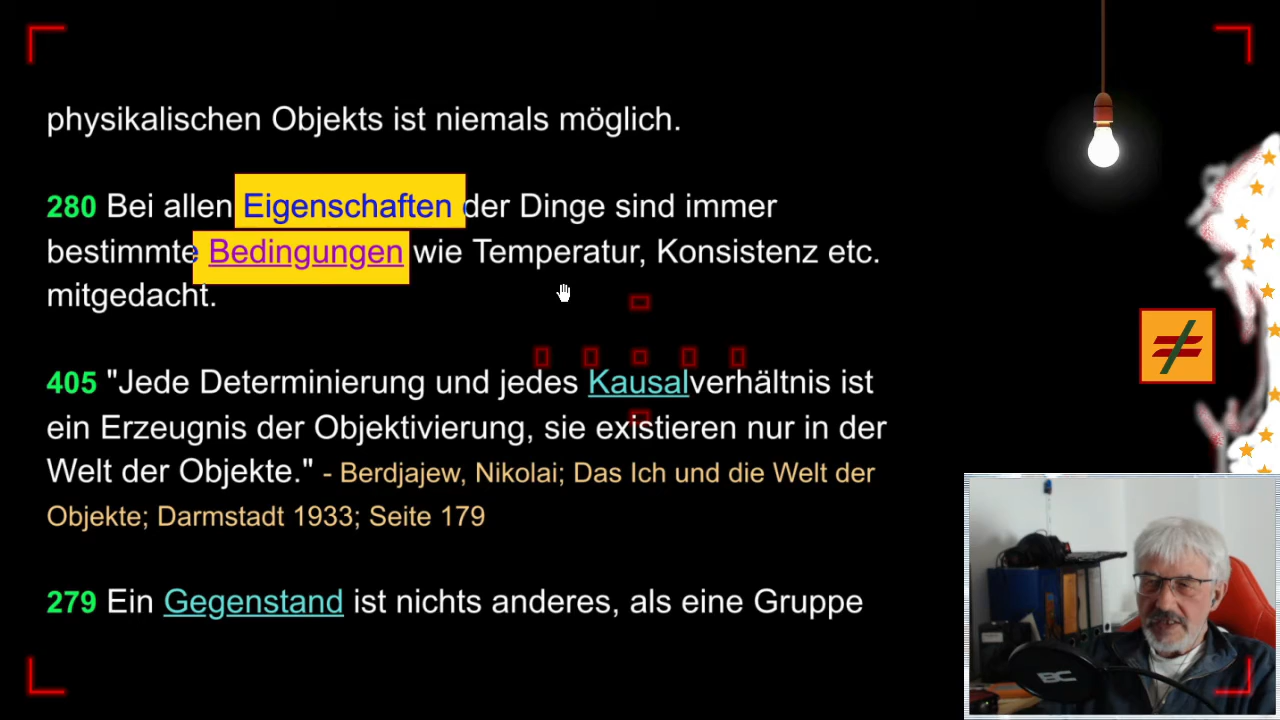 physikalischen Objekts ist niemals möglich.
280 Bei allen Eigenschaften der Dinge sind immer
bestimmte Bedingungen wie Temperatur, Konsistenz etc.
mitgedacht.
405 "Jede Determinierung und jedes Kausalverhältnis ist
ein Erzeugnis der Objektivierung, sie existieren nur in der
Welt der Objekte." - Berdjajew, Nikolai; Das Ich und die Welt der
Objekte; Darmstadt 1933; Seite 179
279 Ein Gegenstand ist nichts anderes, als eine Gruppe
≠
BC